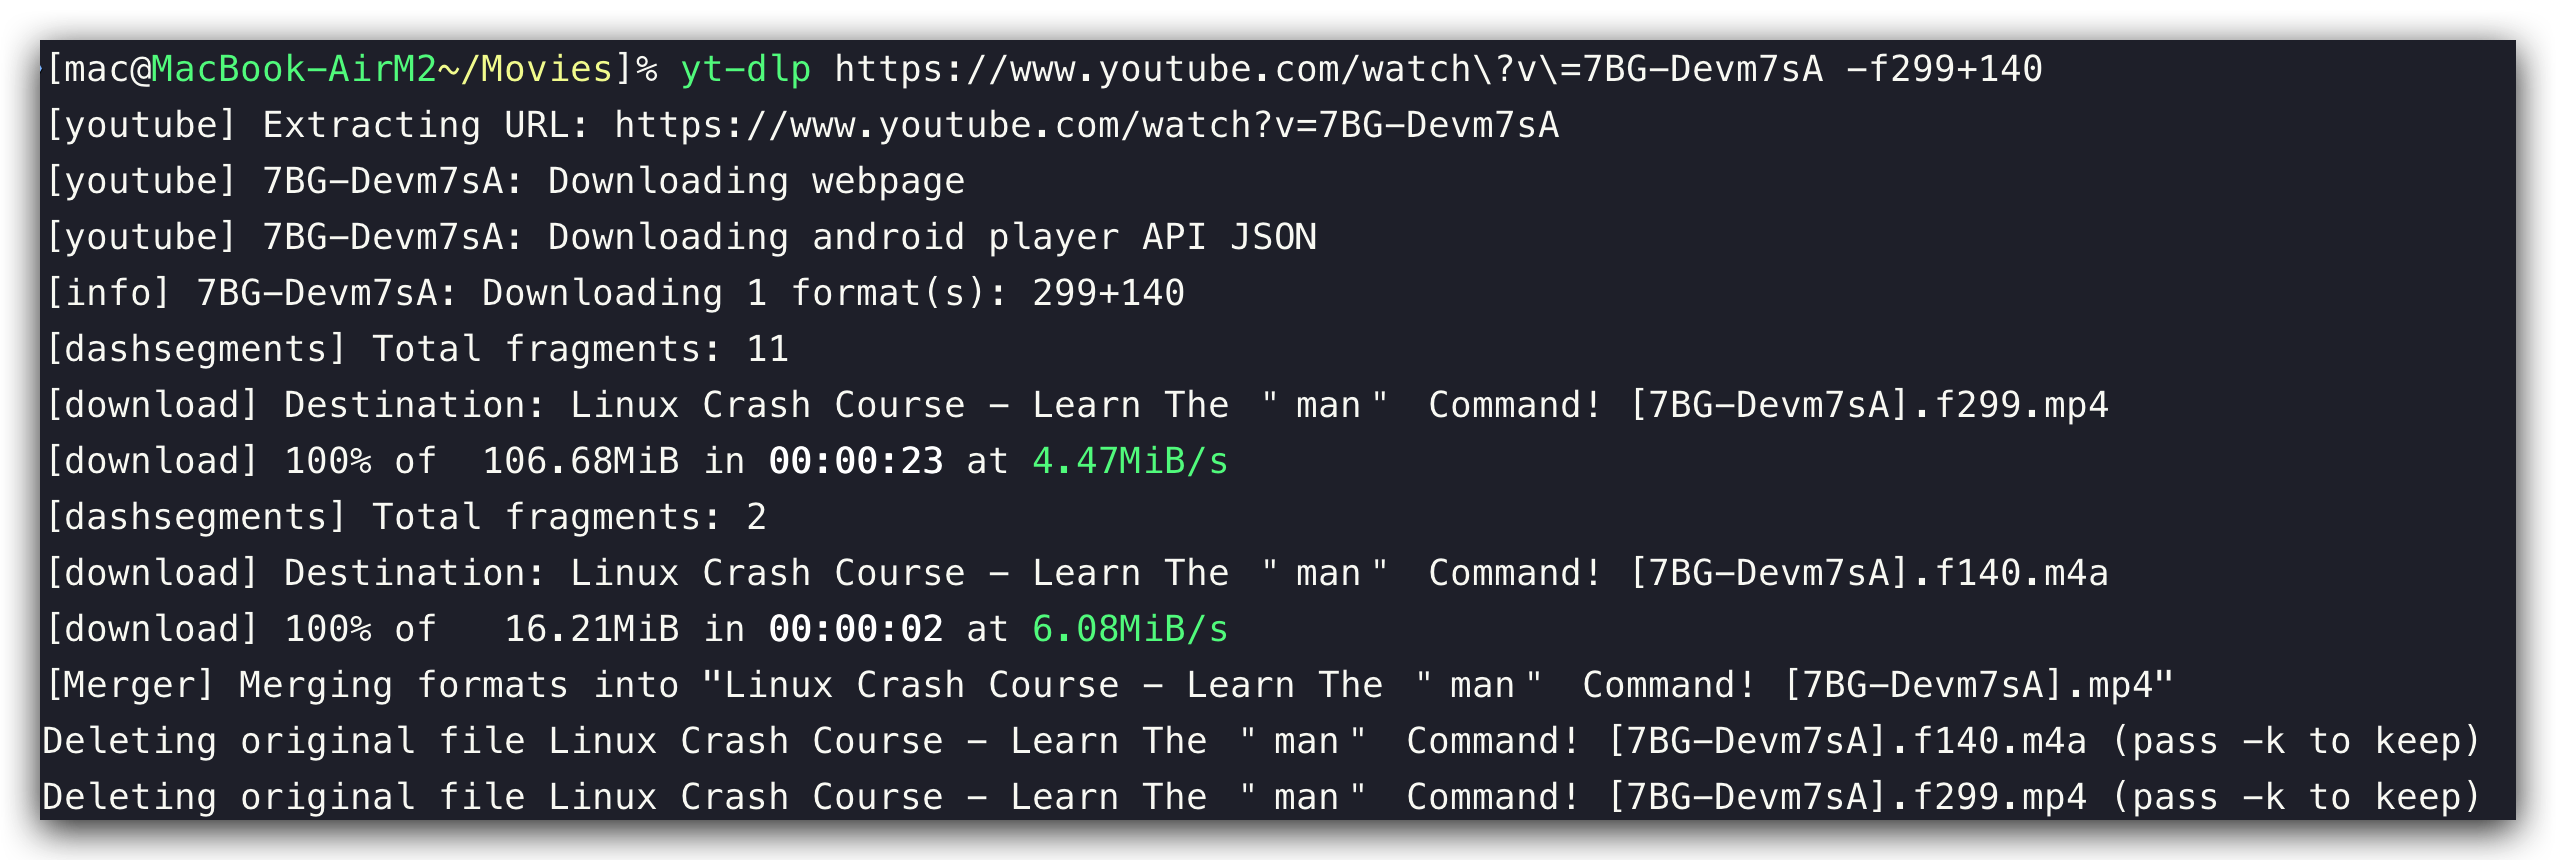 [mac@MacBook-AirM2~/Movies]% yt-dlp https://www.youtube.com/watch\?v\=7BG-Devm7sA -f299+140
[youtube] Extracting URL: https://www.youtube.com/watch?v=7BG-Devm7sA
[youtube] 7BG-Devm7sA: Downloading webpage
[youtube] 7BG-Devm7sA: Downloading android player API JSON
[info] 7BG-Devm7sA: Downloading 1 format(s): 299+140
[dashsegments] Total fragments: 11
[download] Destination: Linux Crash Course - Learn The ＂man＂ Command! [7BG-Devm7sA].f299.mp4
[download] 100% of  106.68MiB in 00:00:23 at 4.47MiB/s
[dashsegments] Total fragments: 2
[download] Destination: Linux Crash Course - Learn The ＂man＂ Command! [7BG-Devm7sA].f140.m4a
[download] 100% of   16.21MiB in 00:00:02 at 6.08MiB/s
[Merger] Merging formats into "Linux Crash Course - Learn The ＂man＂ Command! [7BG-Devm7sA].mp4"
Deleting original file Linux Crash Course - Learn The ＂man＂ Command! [7BG-Devm7sA].f140.m4a (pass -k to keep)
Deleting original file Linux Crash Course - Learn The ＂man＂ Command! [7BG-Devm7sA].f299.mp4 (pass -k to keep)